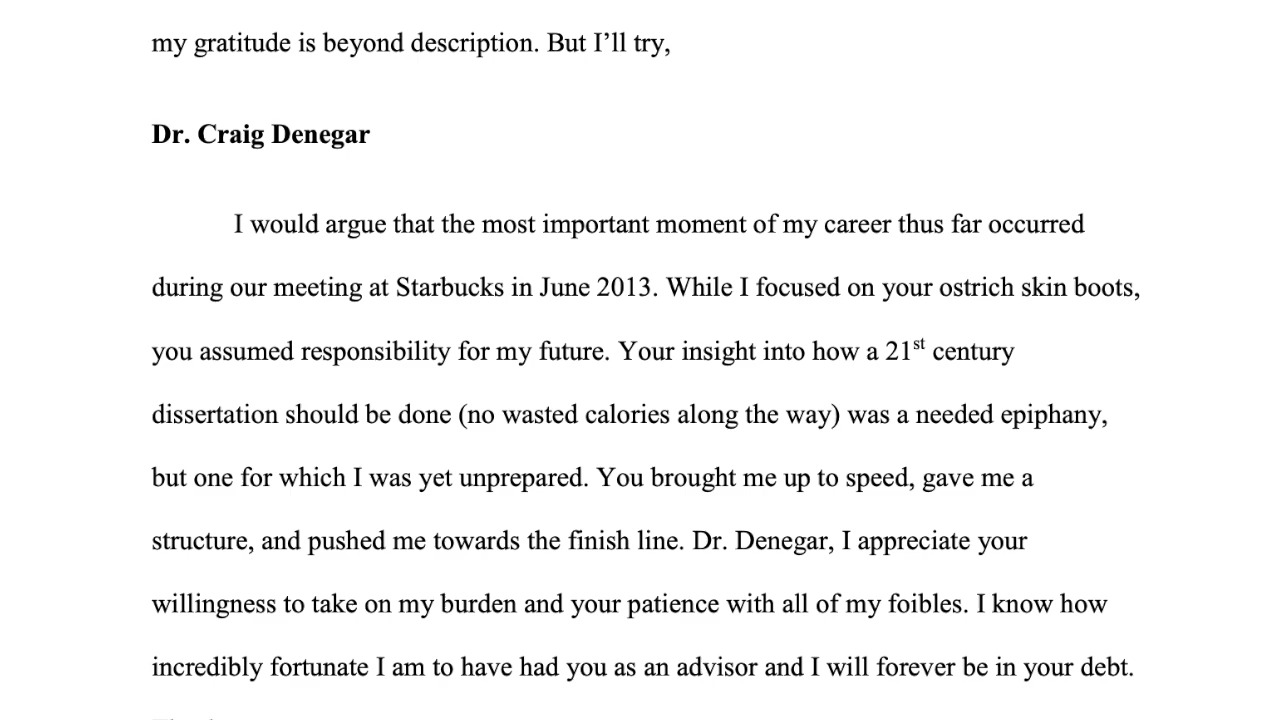 my gratitude is beyond description. But I’ll try,
Dr. Craig Denegar
I would argue that the most important moment of my career thus far occurred
during our meeting at Starbucks in June 2013. While I focused on your ostrich skin boots,
you assumed responsibility for my future. Your insight into how a 21st century
dissertation should be done (no wasted calories along the way) was a needed epiphany,
but one for which I was yet unprepared. You brought me up to speed, gave me a
structure, and pushed me towards the finish line. Dr. Denegar, I appreciate your
willingness to take on my burden and your patience with all of my foibles. I know how
incredibly fortunate I am to have had you as an advisor and I will forever be in your debt.